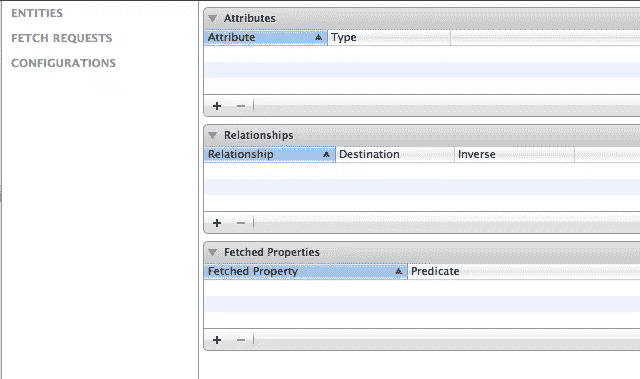 ENTITIES
FETCH REQUESTS
CONFIGURATIONS
Attributes
Attribute Type
Relationships
Relationship Destination Inverse
Fetched Properties
Fetched Property Predicate